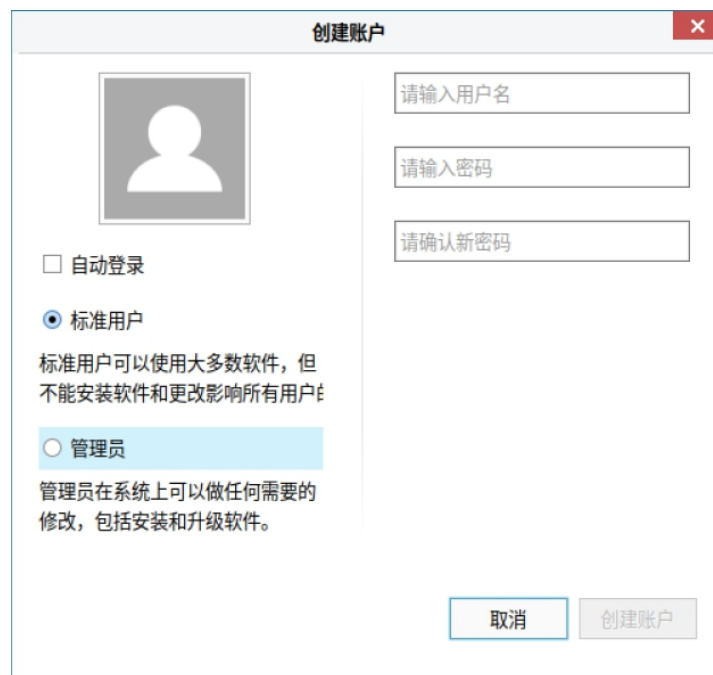 创建账户
请输入用户名
请输入密码
请确认新密码
自动登录
标准用户
标准用户可以使用大多数软件，但
不能安装软件和更改影响所有用户
管理员
管理员在系统上可以做任何需要的
修改，包括安装和升级软件。
取消
创建账户